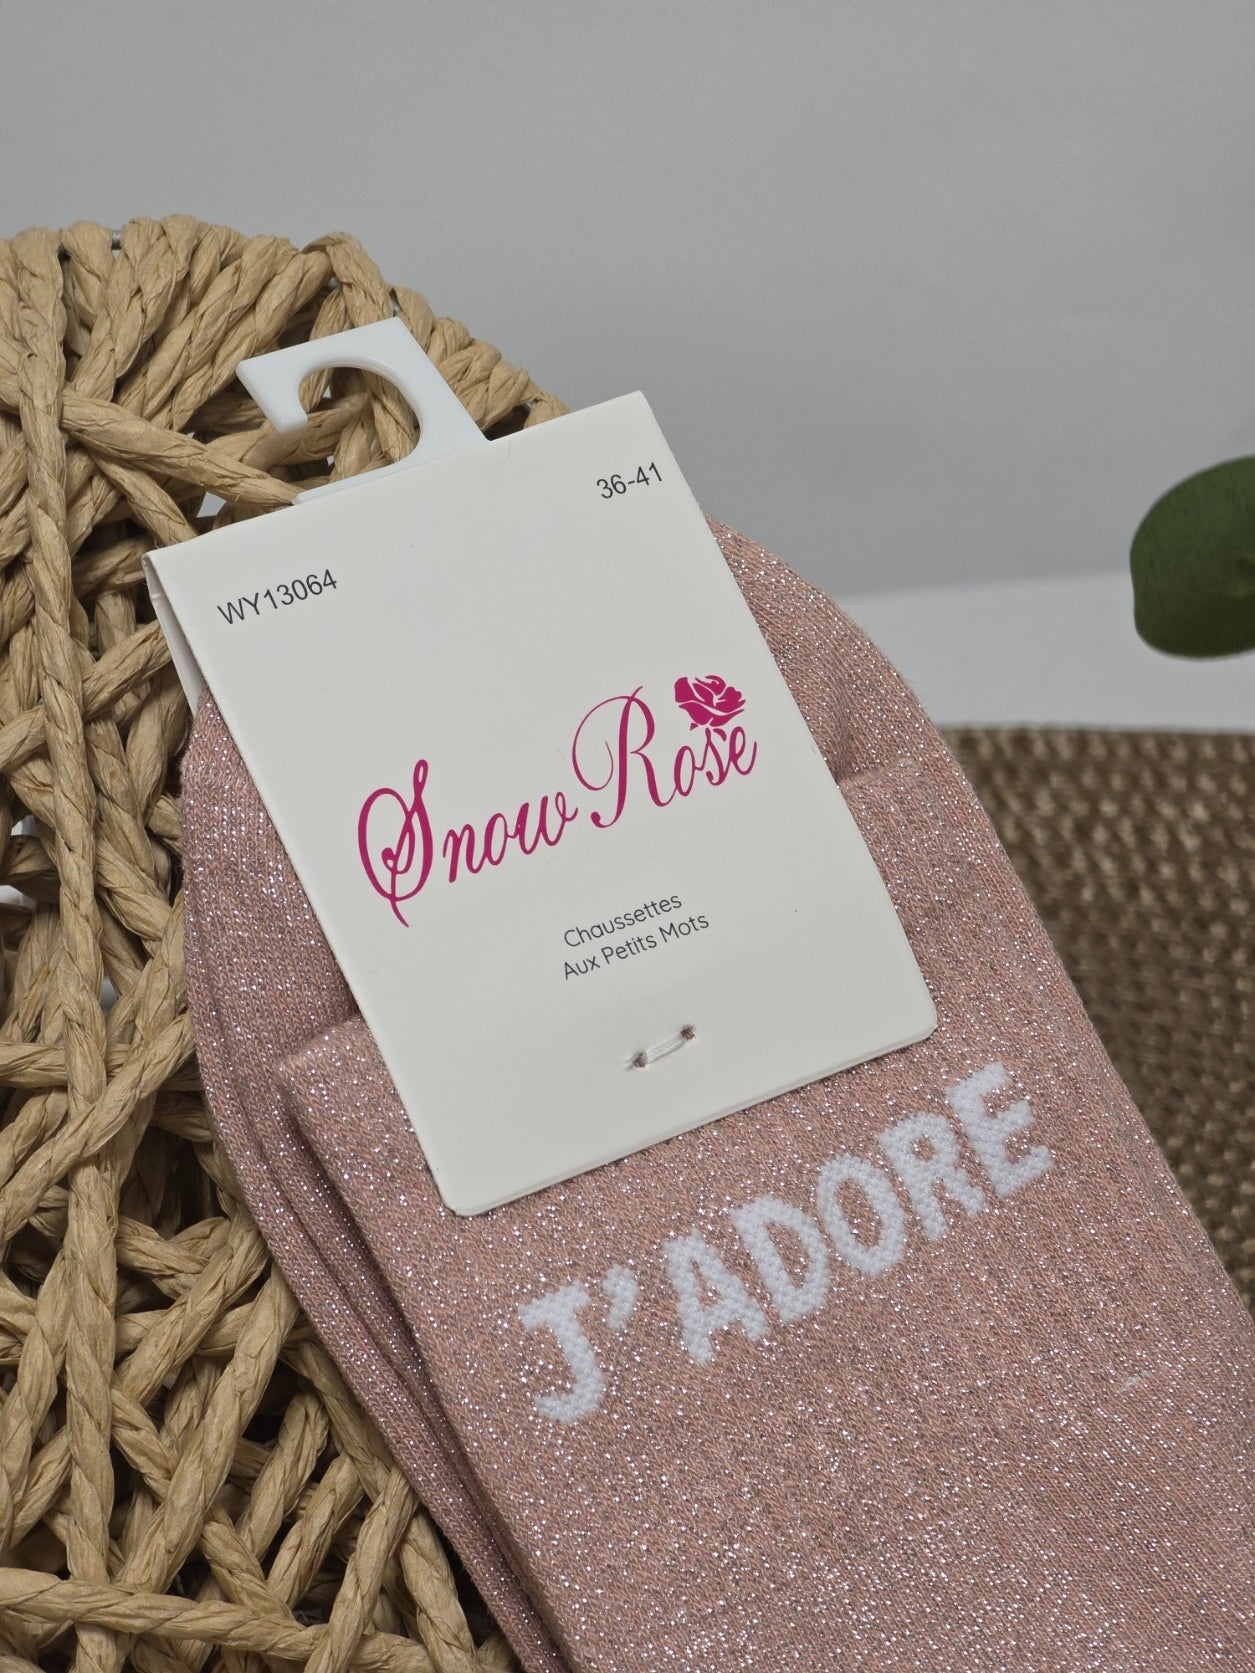 36-41
WY13064
Snow Rose
Chaussettes
Aux Petits Mots
J'ADORE